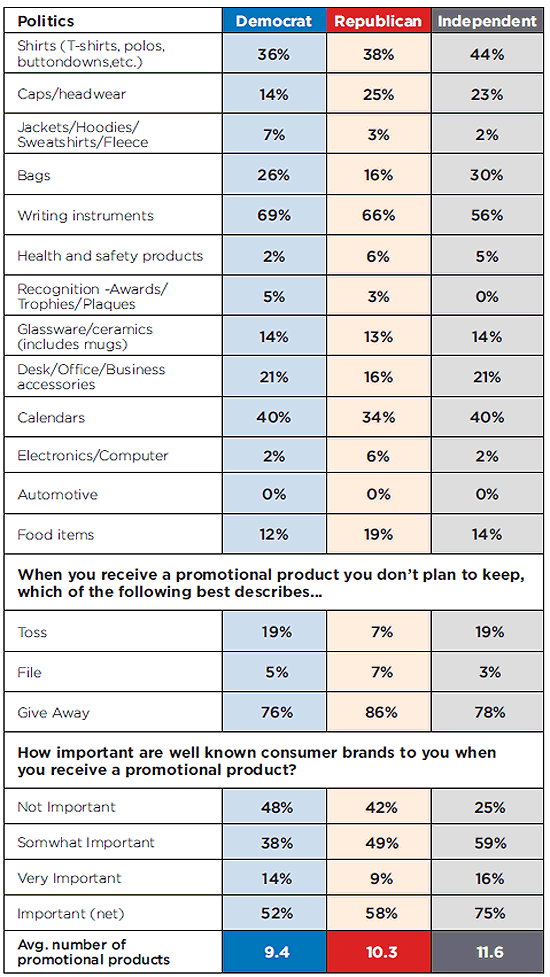 Politics Democrat Republican Independent
Shirts (T-shirts, polos,
buttondowns,etc.) 36% 38% 44%
Caps/headwear 14% 25% 23%
Jackets/Hoodies/
Sweatshirts/Fleece 7% 3% 2%
Bags 26% 16% 30%
Writing instruments 69% 66% 56%
Health and safety products 2% 6% 5%
Recognition -Awards/
Trophies/Plaques 5% 3% 0%
Glassware/ceramics
(includes mugs) 14% 13% 14%
Desk/Office/Business
accessories 21% 16% 21%
Calendars 40% 34% 40%
Electronics/Computer 2% 6% 2%
Automotive 0% 0% 0%
Food items 12% 19% 14%
When you receive a promotional product you don't plan to keep,
which of the following best describes...
Toss 19% 7% 19%
File 5% 7% 3%
Give Away 76% 86% 78%
How important are well known consumer brands to you when
you receive a promotional product?
Not Important 48% 42% 25%
Somwhat Important 38% 49% 59%
Very Important 14% 9% 16%
Important (net) 52% 58% 75%
Avg. number of
promotional products 9.4 10.3 11.6